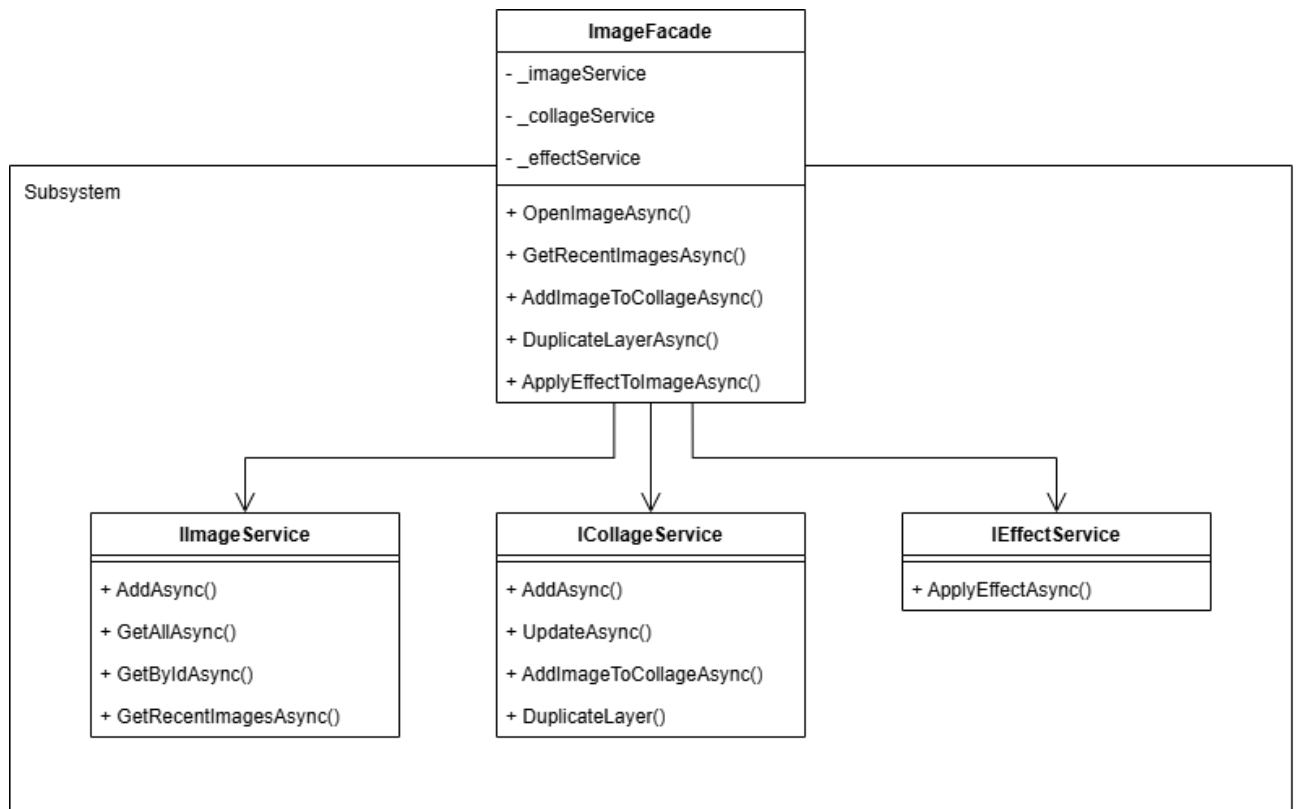 ImageFacade
- _imageService
- _collageService
- _effectService
Subsystem
+ OpenImageAsync()
+ GetRecentImagesAsync()
+ AddImageToCollageAsync()
+ DuplicateLayerAsync()
+ ApplyEffectToImageAsync()
IImageService
+ AddAsync()
+ GetAllAsync()
+ GetByIdAsync()
+ GetRecentImagesAsync()
ICollageService
+ AddAsync()
+ UpdateAsync()
+ AddImageToCollageAsync()
+ DuplicateLayer()
IEffectService
+ ApplyEffectAsync()